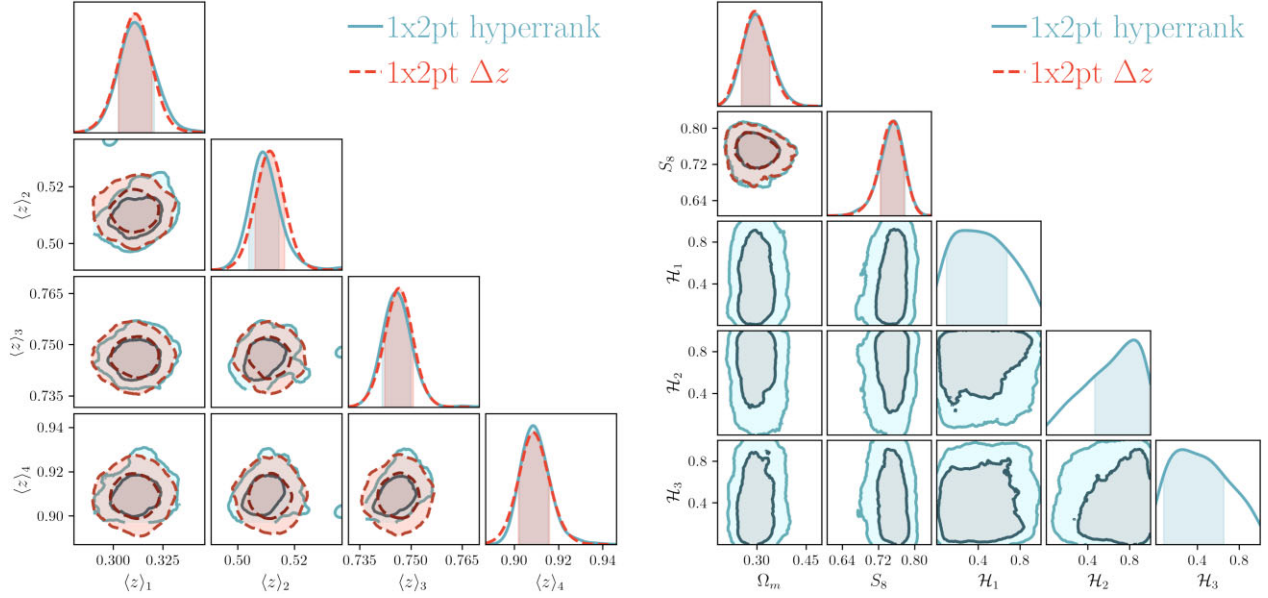 1x2pt hyperrank
1x2pt Δz
0.52
0.50
⟨z⟩₂
0.765
0.750
0.735
⟨z⟩₃
0.94
0.92
0.90
⟨z⟩₄
0.300 0.325
0.50 0.52
0.735 0.750 0.765
0.90 0.92 0.94
⟨z⟩₁ ⟨z⟩₂ ⟨z⟩₃ ⟨z⟩₄
1x2pt hyperrank
1x2pt Δz
0.80
0.72
0.64
S₈
0.8
0.4
ℋ₁
0.8
0.4
ℋ₂
0.8
0.4
ℋ₃
0.30 0.45
0.64 0.72 0.80
0.4 0.8
0.4 0.8
0.4 0.8
Ωₘ S₈ ℋ₁ ℋ₂ ℋ₃